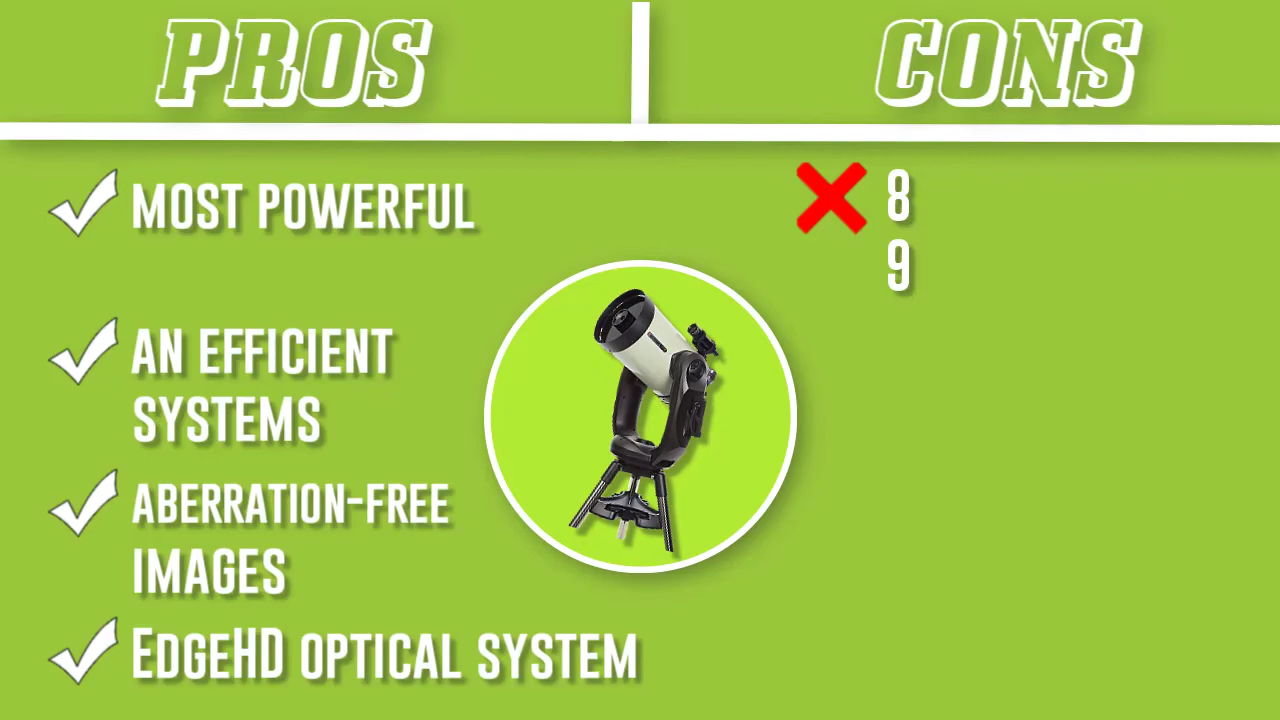 PROS
CONS
MOST POWERFUL
AN EFFICIENT
SYSTEMS
ABERRATION-FREE
IMAGES
EDGEHD OPTICAL SYSTEM
8
9